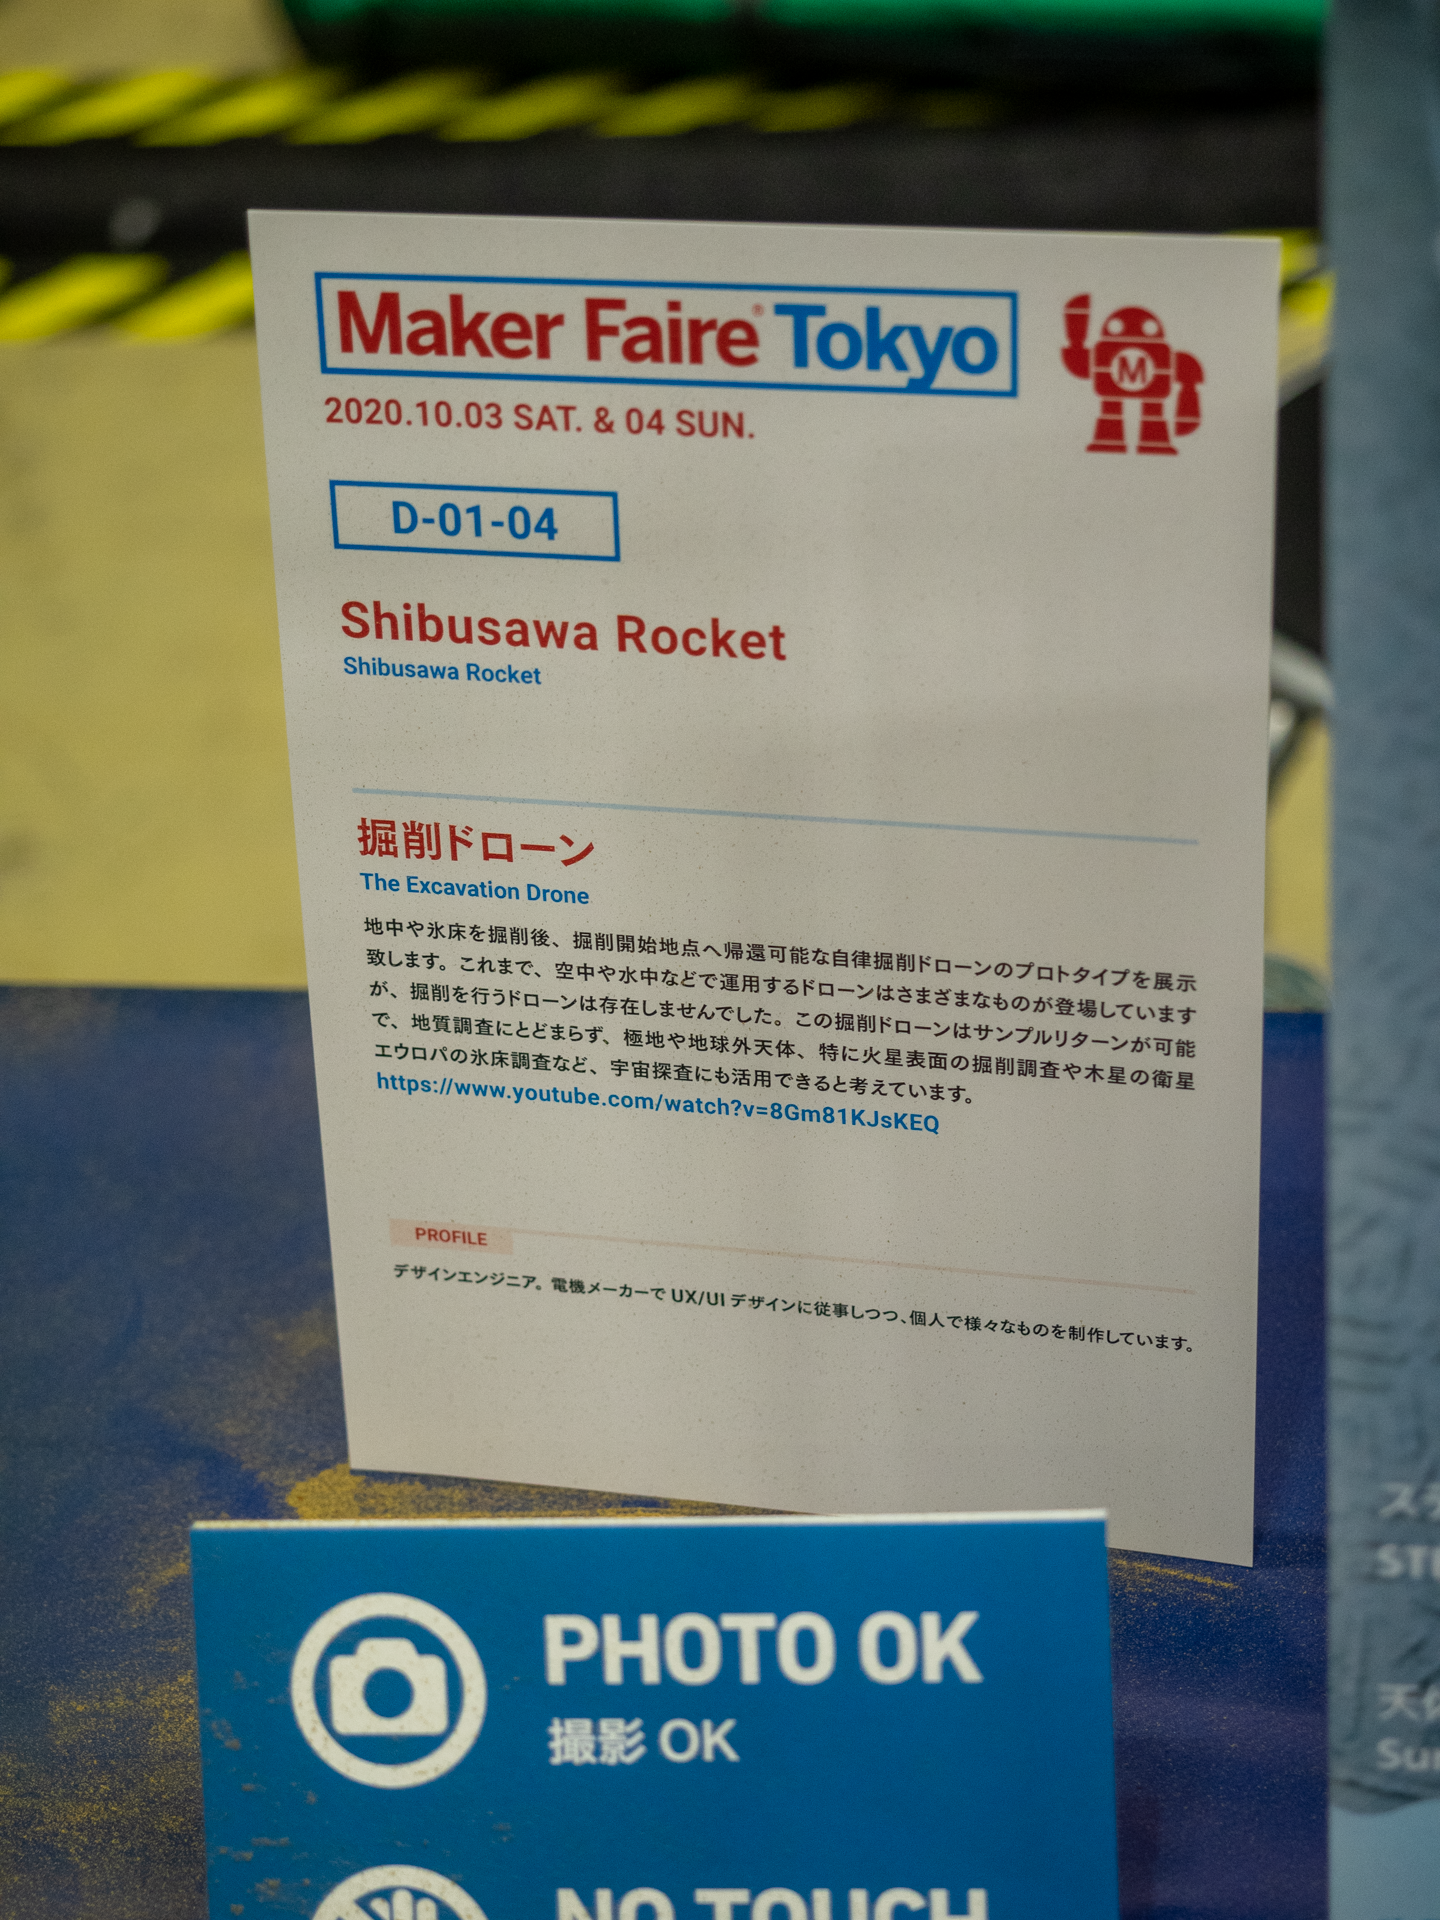 Maker Faire® Tokyo
2020.10.03 SAT. & 04 SUN.
M
D-01-04
Shibusawa Rocket
Shibusawa Rocket
掘削ドローン
The Excavation Drone
地中や氷床を掘削後、掘削開始地点へ帰還可能な自律掘削ドローンのプロトタイプを展示
致します。これまで、空中や水中などで運用するドローンはさまざまなものが登場しています
が、掘削を行うドローンは存在しませんでした。この掘削ドローンはサンプルリターンが可能
で、地質調査にとどまらず、極地や地球外天体、特に火星表面の掘削調査や木星の衛星
エウロパの氷床調査など、宇宙探査にも活用できると考えています。
https://www.youtube.com/watch?v=8Gm81KJsKEQ
PROFILE
デザインエンジニア。電機メーカーで UX/UI デザインに従事しつつ、個人で様々なものを制作しています。
PHOTO OK
撮影 OK
NO TOUCH